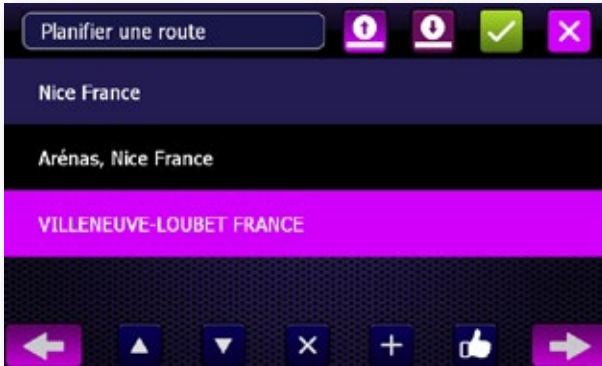 Planifier une route
Nice France
Arénas, Nice France
VILLENEUVE-LOUBET FRANCE